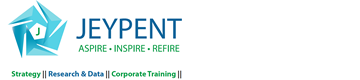 J
JEYPENT
ASPIRE • INSPIRE • REFIRE
Strategy || Research & Data || Corporate Training ||